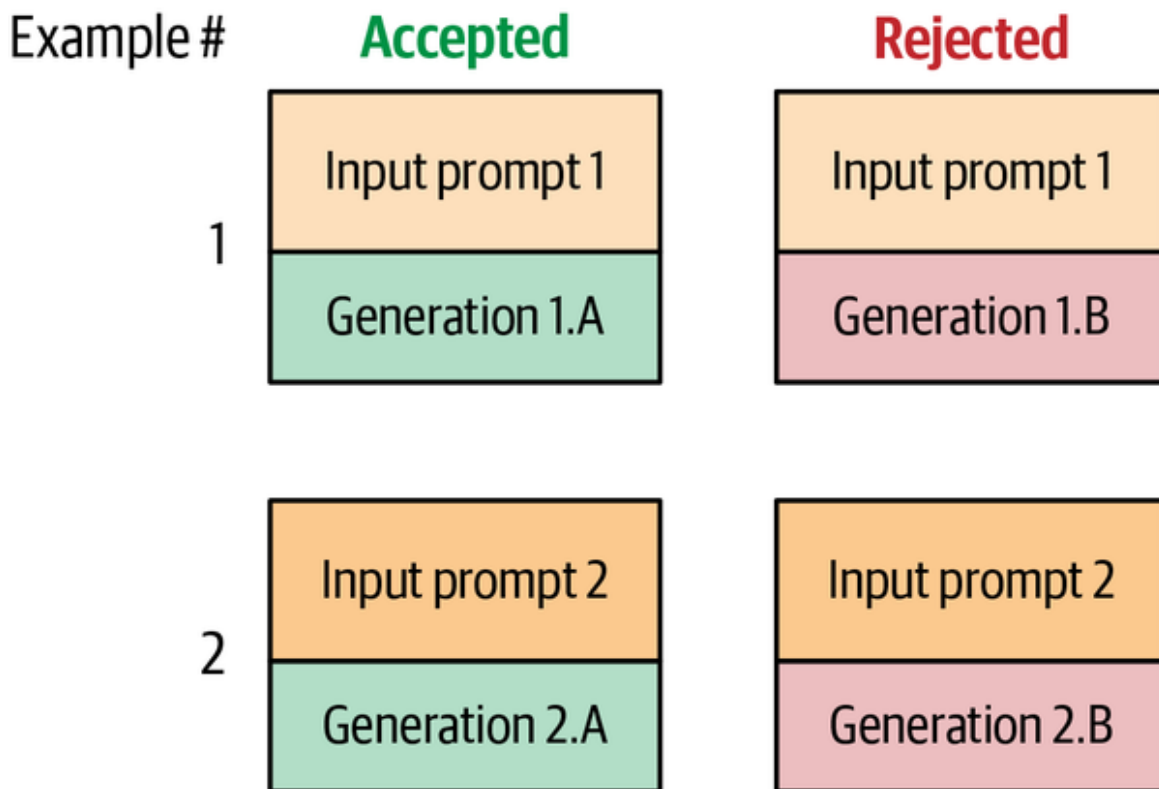 Example # Accepted Rejected
Input prompt 1 Input prompt 1
1
Generation 1.A Generation 1.B
Input prompt 2 Input prompt 2
2
Generation 2.A Generation 2.B